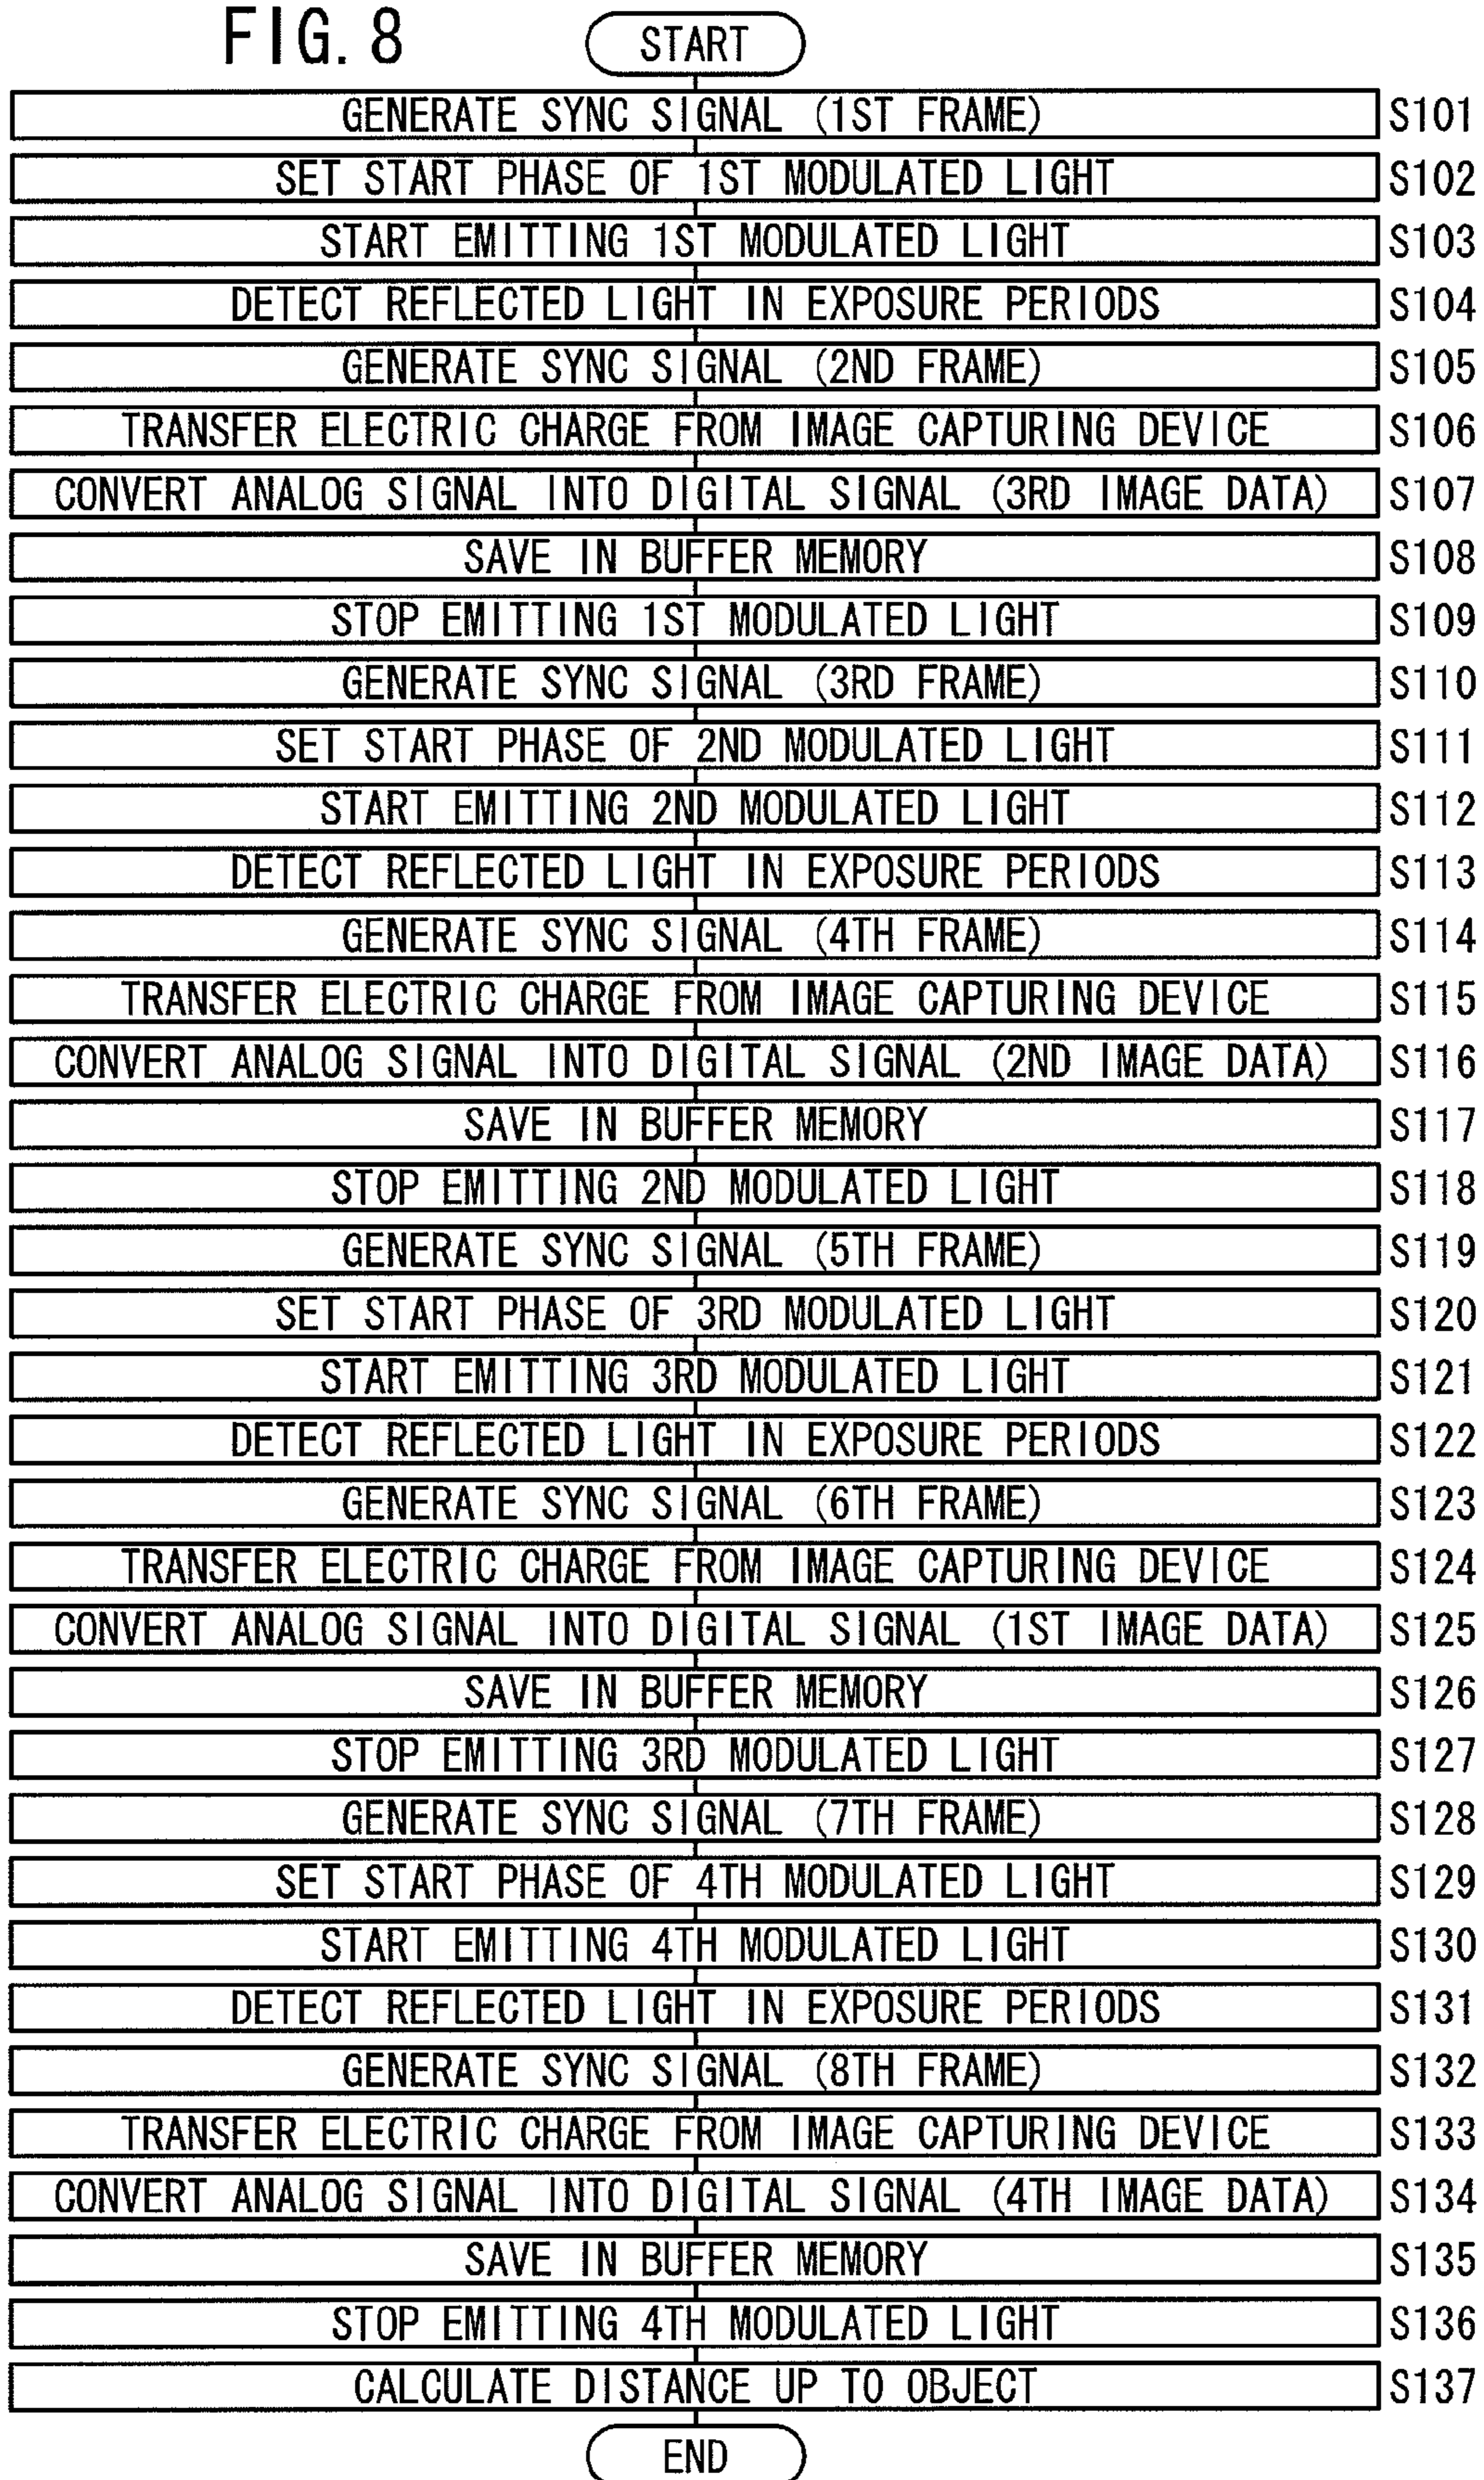 FIG. 8
START
GENERATE SYNC SIGNAL (1ST FRAME) S101
SET START PHASE OF 1ST MODULATED LIGHT S102
START EMITTING 1ST MODULATED LIGHT S103
DETECT REFLECTED LIGHT IN EXPOSURE PERIODS S104
GENERATE SYNC SIGNAL (2ND FRAME) S105
TRANSFER ELECTRIC CHARGE FROM IMAGE CAPTURING DEVICE S106
CONVERT ANALOG SIGNAL INTO DIGITAL SIGNAL (3RD IMAGE DATA) S107
SAVE IN BUFFER MEMORY S108
STOP EMITTING 1ST MODULATED LIGHT S109
GENERATE SYNC SIGNAL (3RD FRAME) S110
SET START PHASE OF 2ND MODULATED LIGHT S111
START EMITTING 2ND MODULATED LIGHT S112
DETECT REFLECTED LIGHT IN EXPOSURE PERIODS S113
GENERATE SYNC SIGNAL (4TH FRAME) S114
TRANSFER ELECTRIC CHARGE FROM IMAGE CAPTURING DEVICE S115
CONVERT ANALOG SIGNAL INTO DIGITAL SIGNAL (2ND IMAGE DATA) S116
SAVE IN BUFFER MEMORY S117
STOP EMITTING 2ND MODULATED LIGHT S118
GENERATE SYNC SIGNAL (5TH FRAME) S119
SET START PHASE OF 3RD MODULATED LIGHT S120
START EMITTING 3RD MODULATED LIGHT S121
DETECT REFLECTED LIGHT IN EXPOSURE PERIODS S122
GENERATE SYNC SIGNAL (6TH FRAME) S123
TRANSFER ELECTRIC CHARGE FROM IMAGE CAPTURING DEVICE S124
CONVERT ANALOG SIGNAL INTO DIGITAL SIGNAL (1ST IMAGE DATA) S125
SAVE IN BUFFER MEMORY S126
STOP EMITTING 3RD MODULATED LIGHT S127
GENERATE SYNC SIGNAL (7TH FRAME) S128
SET START PHASE OF 4TH MODULATED LIGHT S129
START EMITTING 4TH MODULATED LIGHT S130
DETECT REFLECTED LIGHT IN EXPOSURE PERIODS S131
GENERATE SYNC SIGNAL (8TH FRAME) S132
TRANSFER ELECTRIC CHARGE FROM IMAGE CAPTURING DEVICE S133
CONVERT ANALOG SIGNAL INTO DIGITAL SIGNAL (4TH IMAGE DATA) S134
SAVE IN BUFFER MEMORY S135
STOP EMITTING 4TH MODULATED LIGHT S136
CALCULATE DISTANCE UP TO OBJECT S137
END